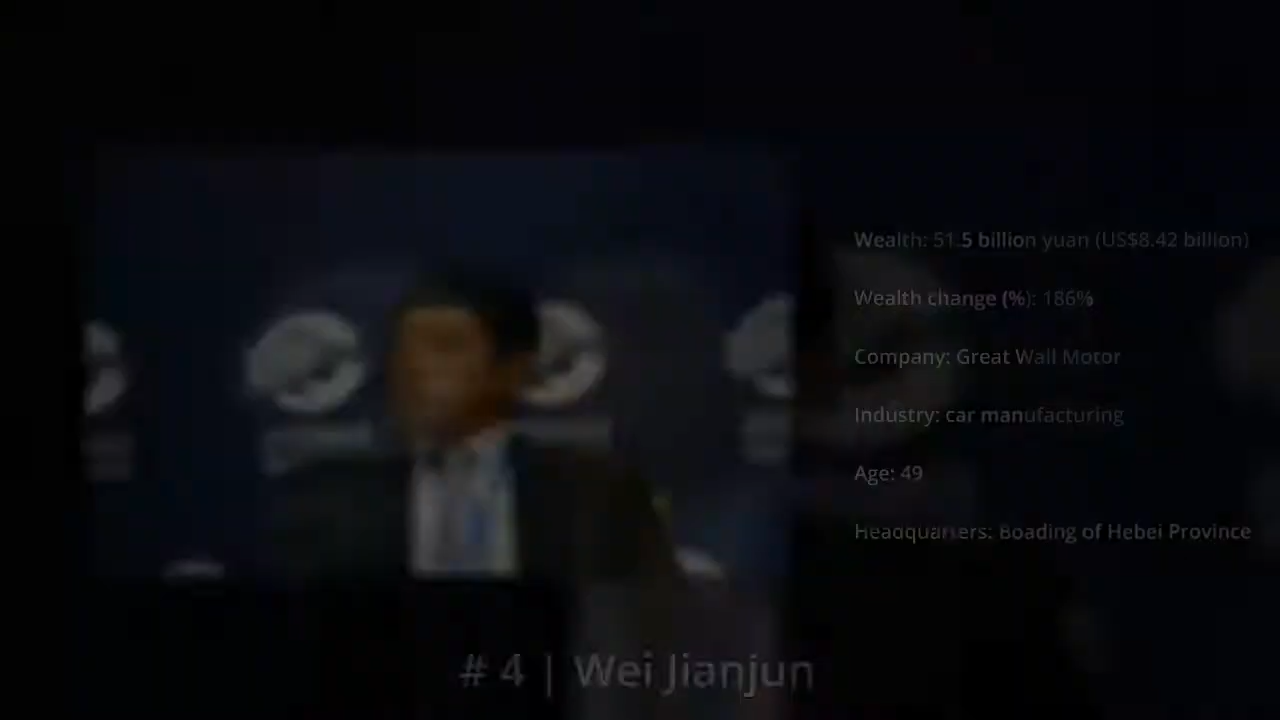 Wealth: 51.5 billion yuan (US$8.42 billion)
Wealth change (%): 186%
Company: Great Wall Motor
Industry: car manufacturing
Age: 49
Headquarters: Boading of Hebei Province
# 4 | Wei Jianjun